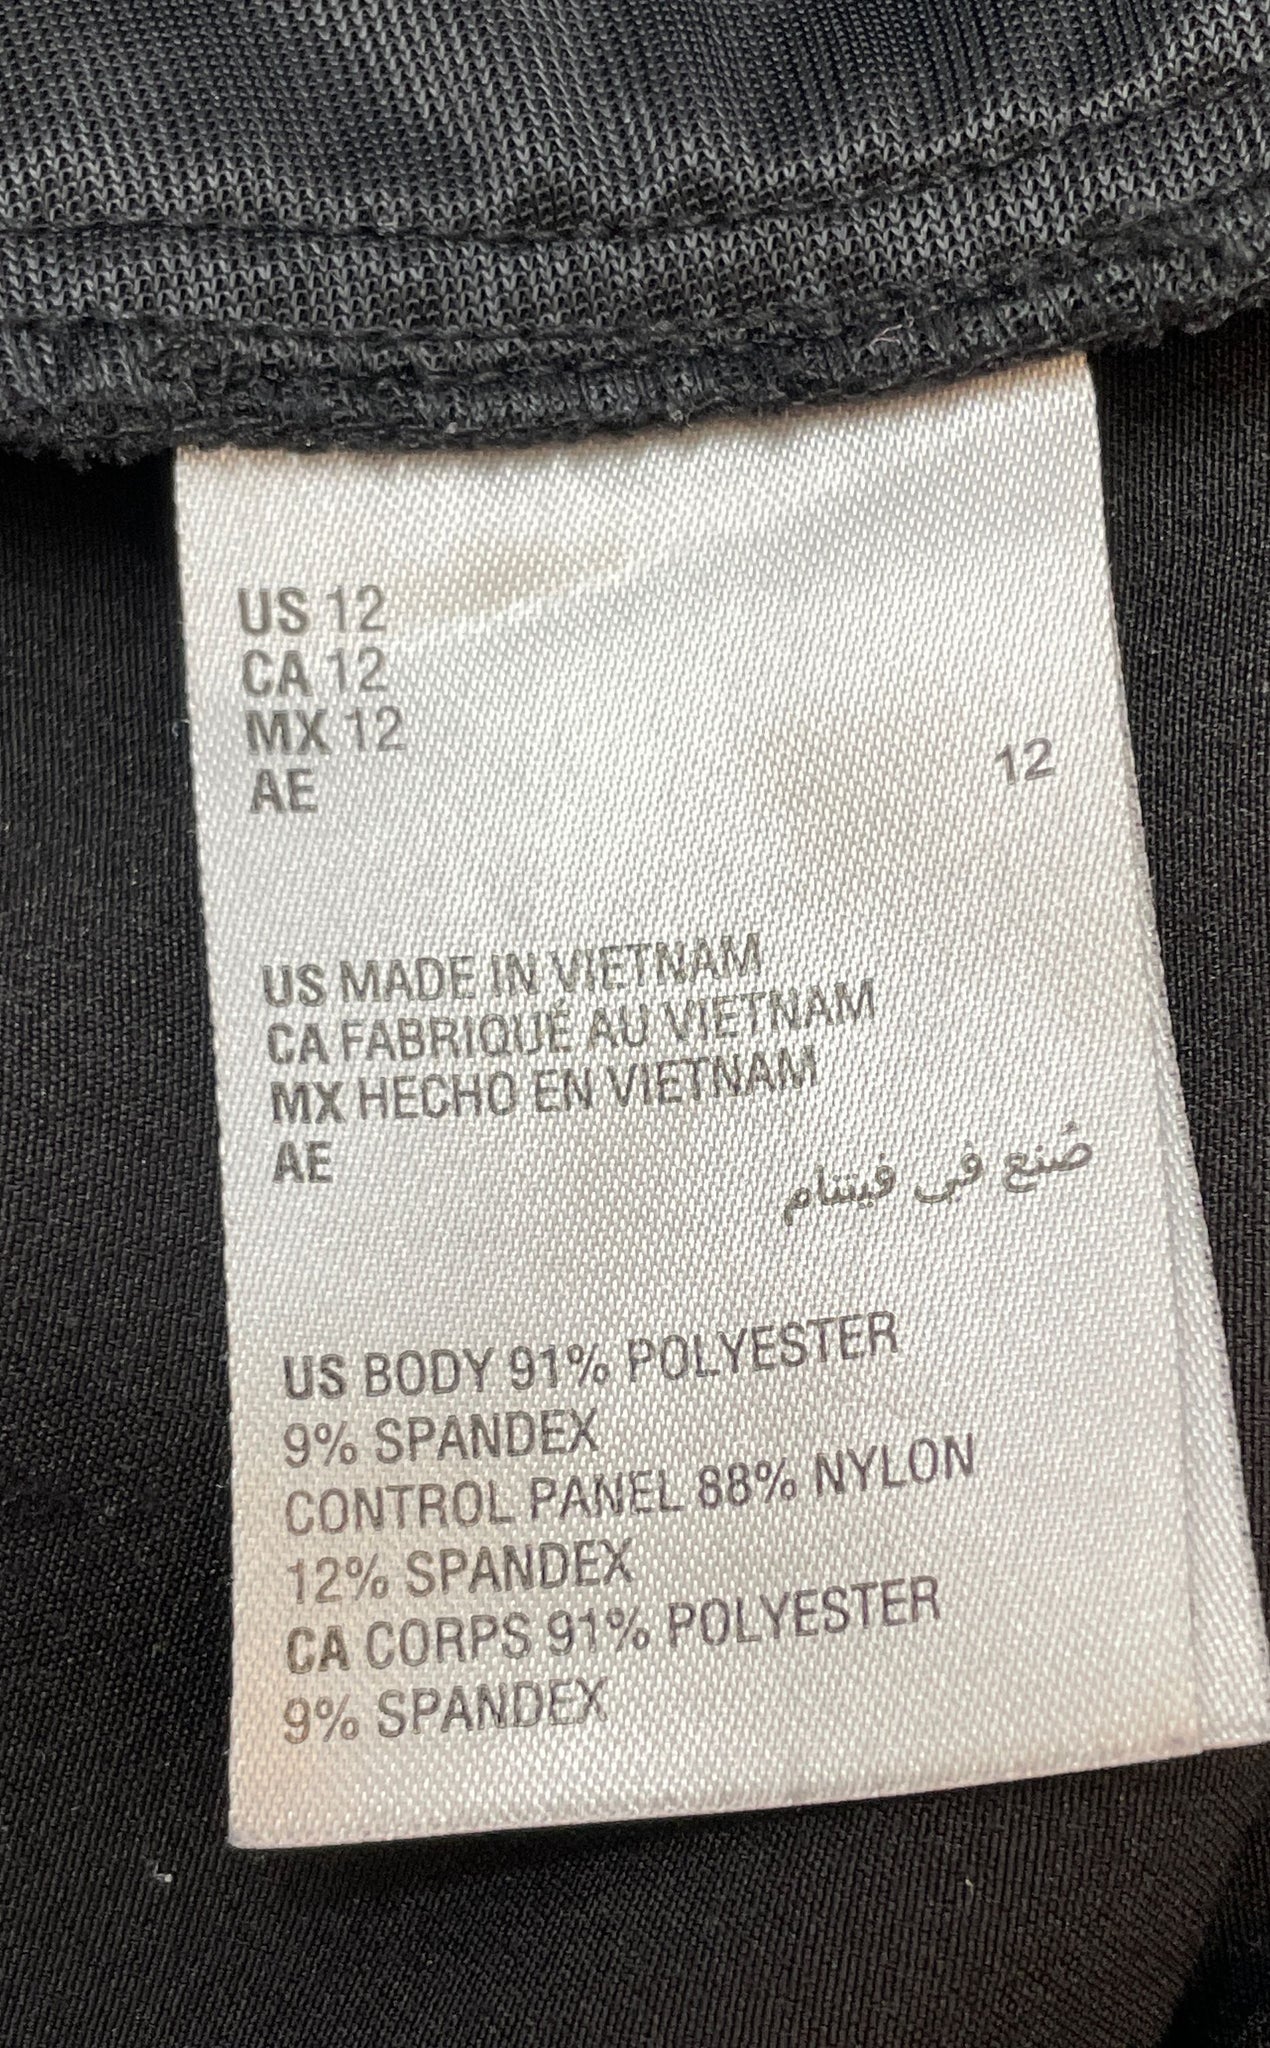 US 12
CA 12
MX 12
AE 12
US MADE IN VIETNAM
CA FABRIQUÉ AU VIETNAM
MX HECHO EN VIETNAM
AE
صُنع في فيتنام
US BODY 91% POLYESTER
9% SPANDEX
CONTROL PANEL 88% NYLON
12% SPANDEX
CA CORPS 91% POLYESTER
9% SPANDEX